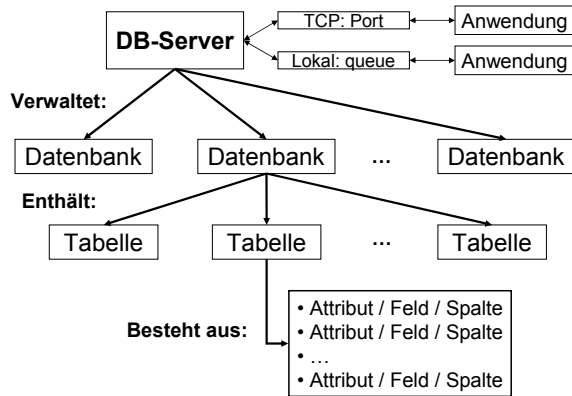 DB-Server
TCP: Port
Anwendung
Lokal: queue
Anwendung
Verwaltet:
Datenbank
Datenbank
...
Datenbank
Enthält:
Tabelle
Tabelle
...
Tabelle
Besteht aus:
• Attribut / Feld / Spalte
• Attribut / Feld / Spalte
• ...
• Attribut / Feld / Spalte